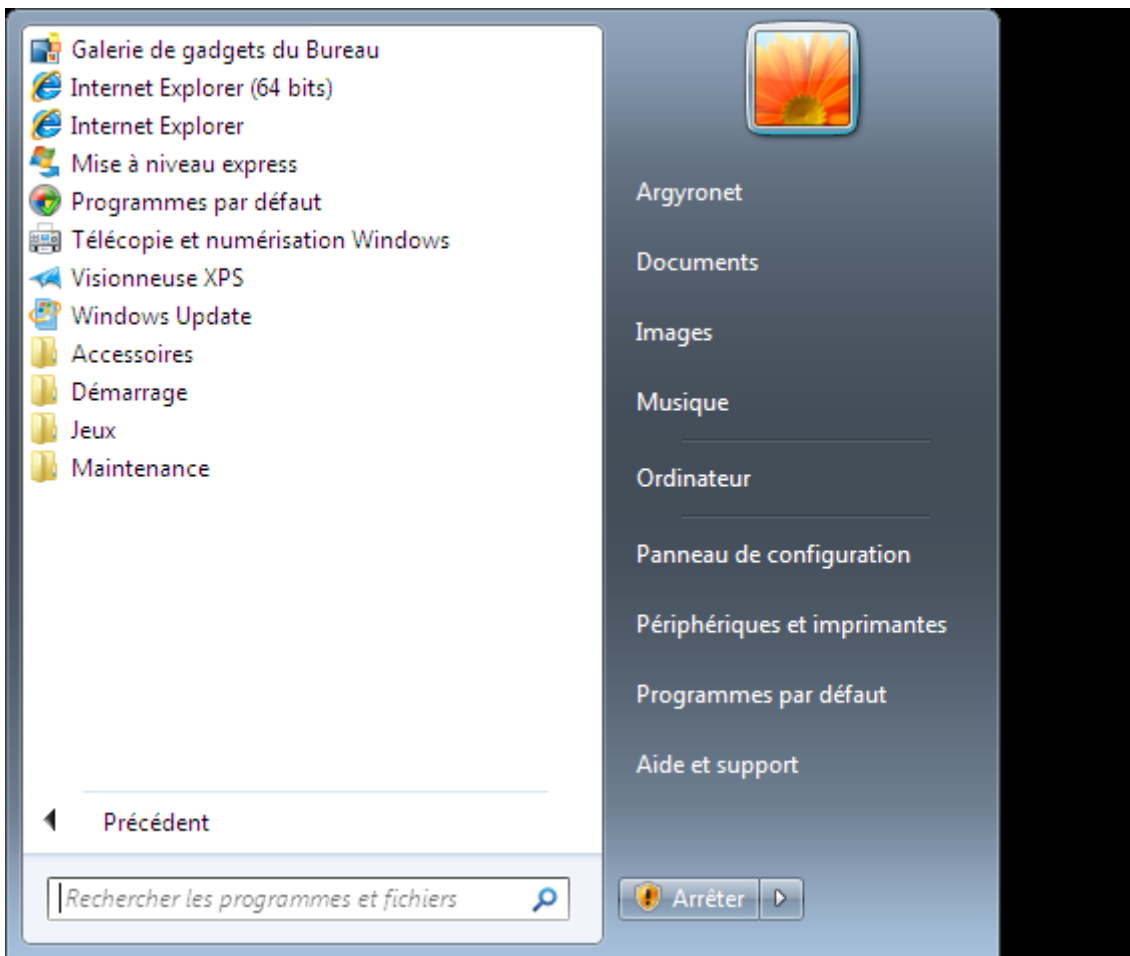 Galerie de gadgets du Bureau
Internet Explorer (64 bits)
Internet Explorer
Mise à niveau express
Programmes par défaut
Télécopie et numérisation Windows
Visionneuse XPS
Windows Update
Accessoires
Démarrage
Jeux
Maintenance
Précédent
Rechercher les programmes et fichiers
Argyronet
Documents
Images
Musique
Ordinateur
Panneau de configuration
Périphériques et imprimantes
Programmes par défaut
Aide et support
Arrêter